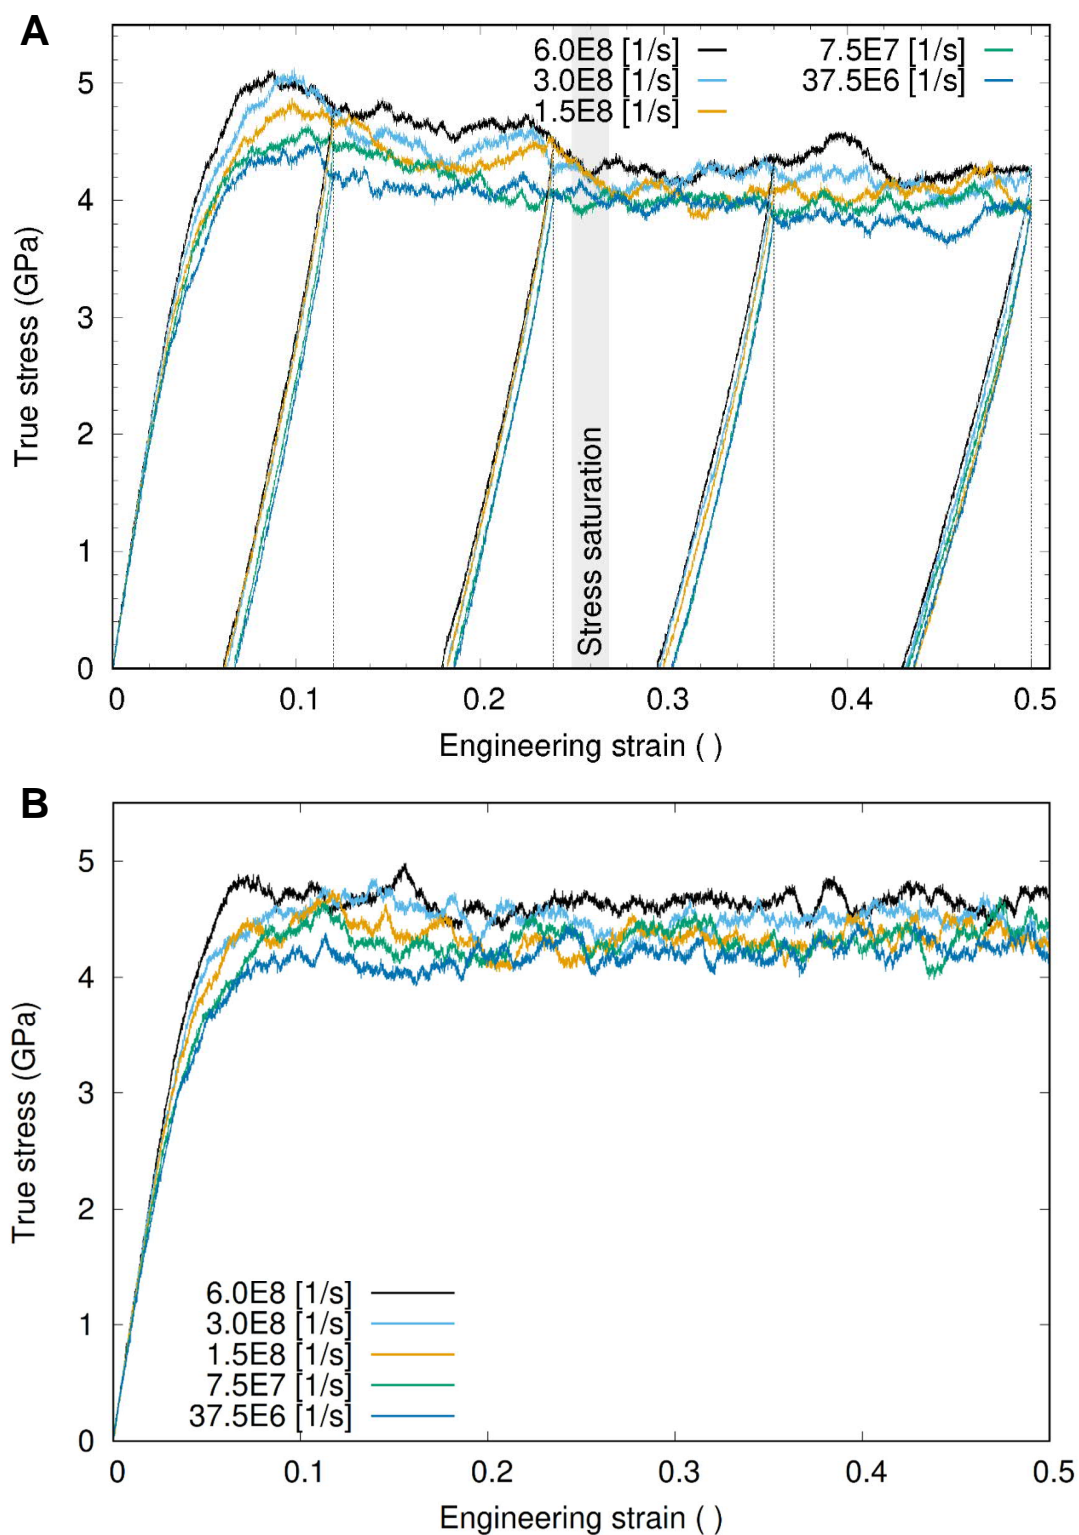 A
6.0E8 [1/s]
3.0E8 [1/s]
1.5E8 [1/s]
7.5E7 [1/s]
37.5E6 [1/s]
True stress (GPa)
5
4
3
2
1
0
Stress saturation
0 0.1 0.2 0.3 0.4 0.5
Engineering strain ( )
B
True stress (GPa)
5
4
3
2
1
0
6.0E8 [1/s]
3.0E8 [1/s]
1.5E8 [1/s]
7.5E7 [1/s]
37.5E6 [1/s]
0 0.1 0.2 0.3 0.4 0.5
Engineering strain ( )